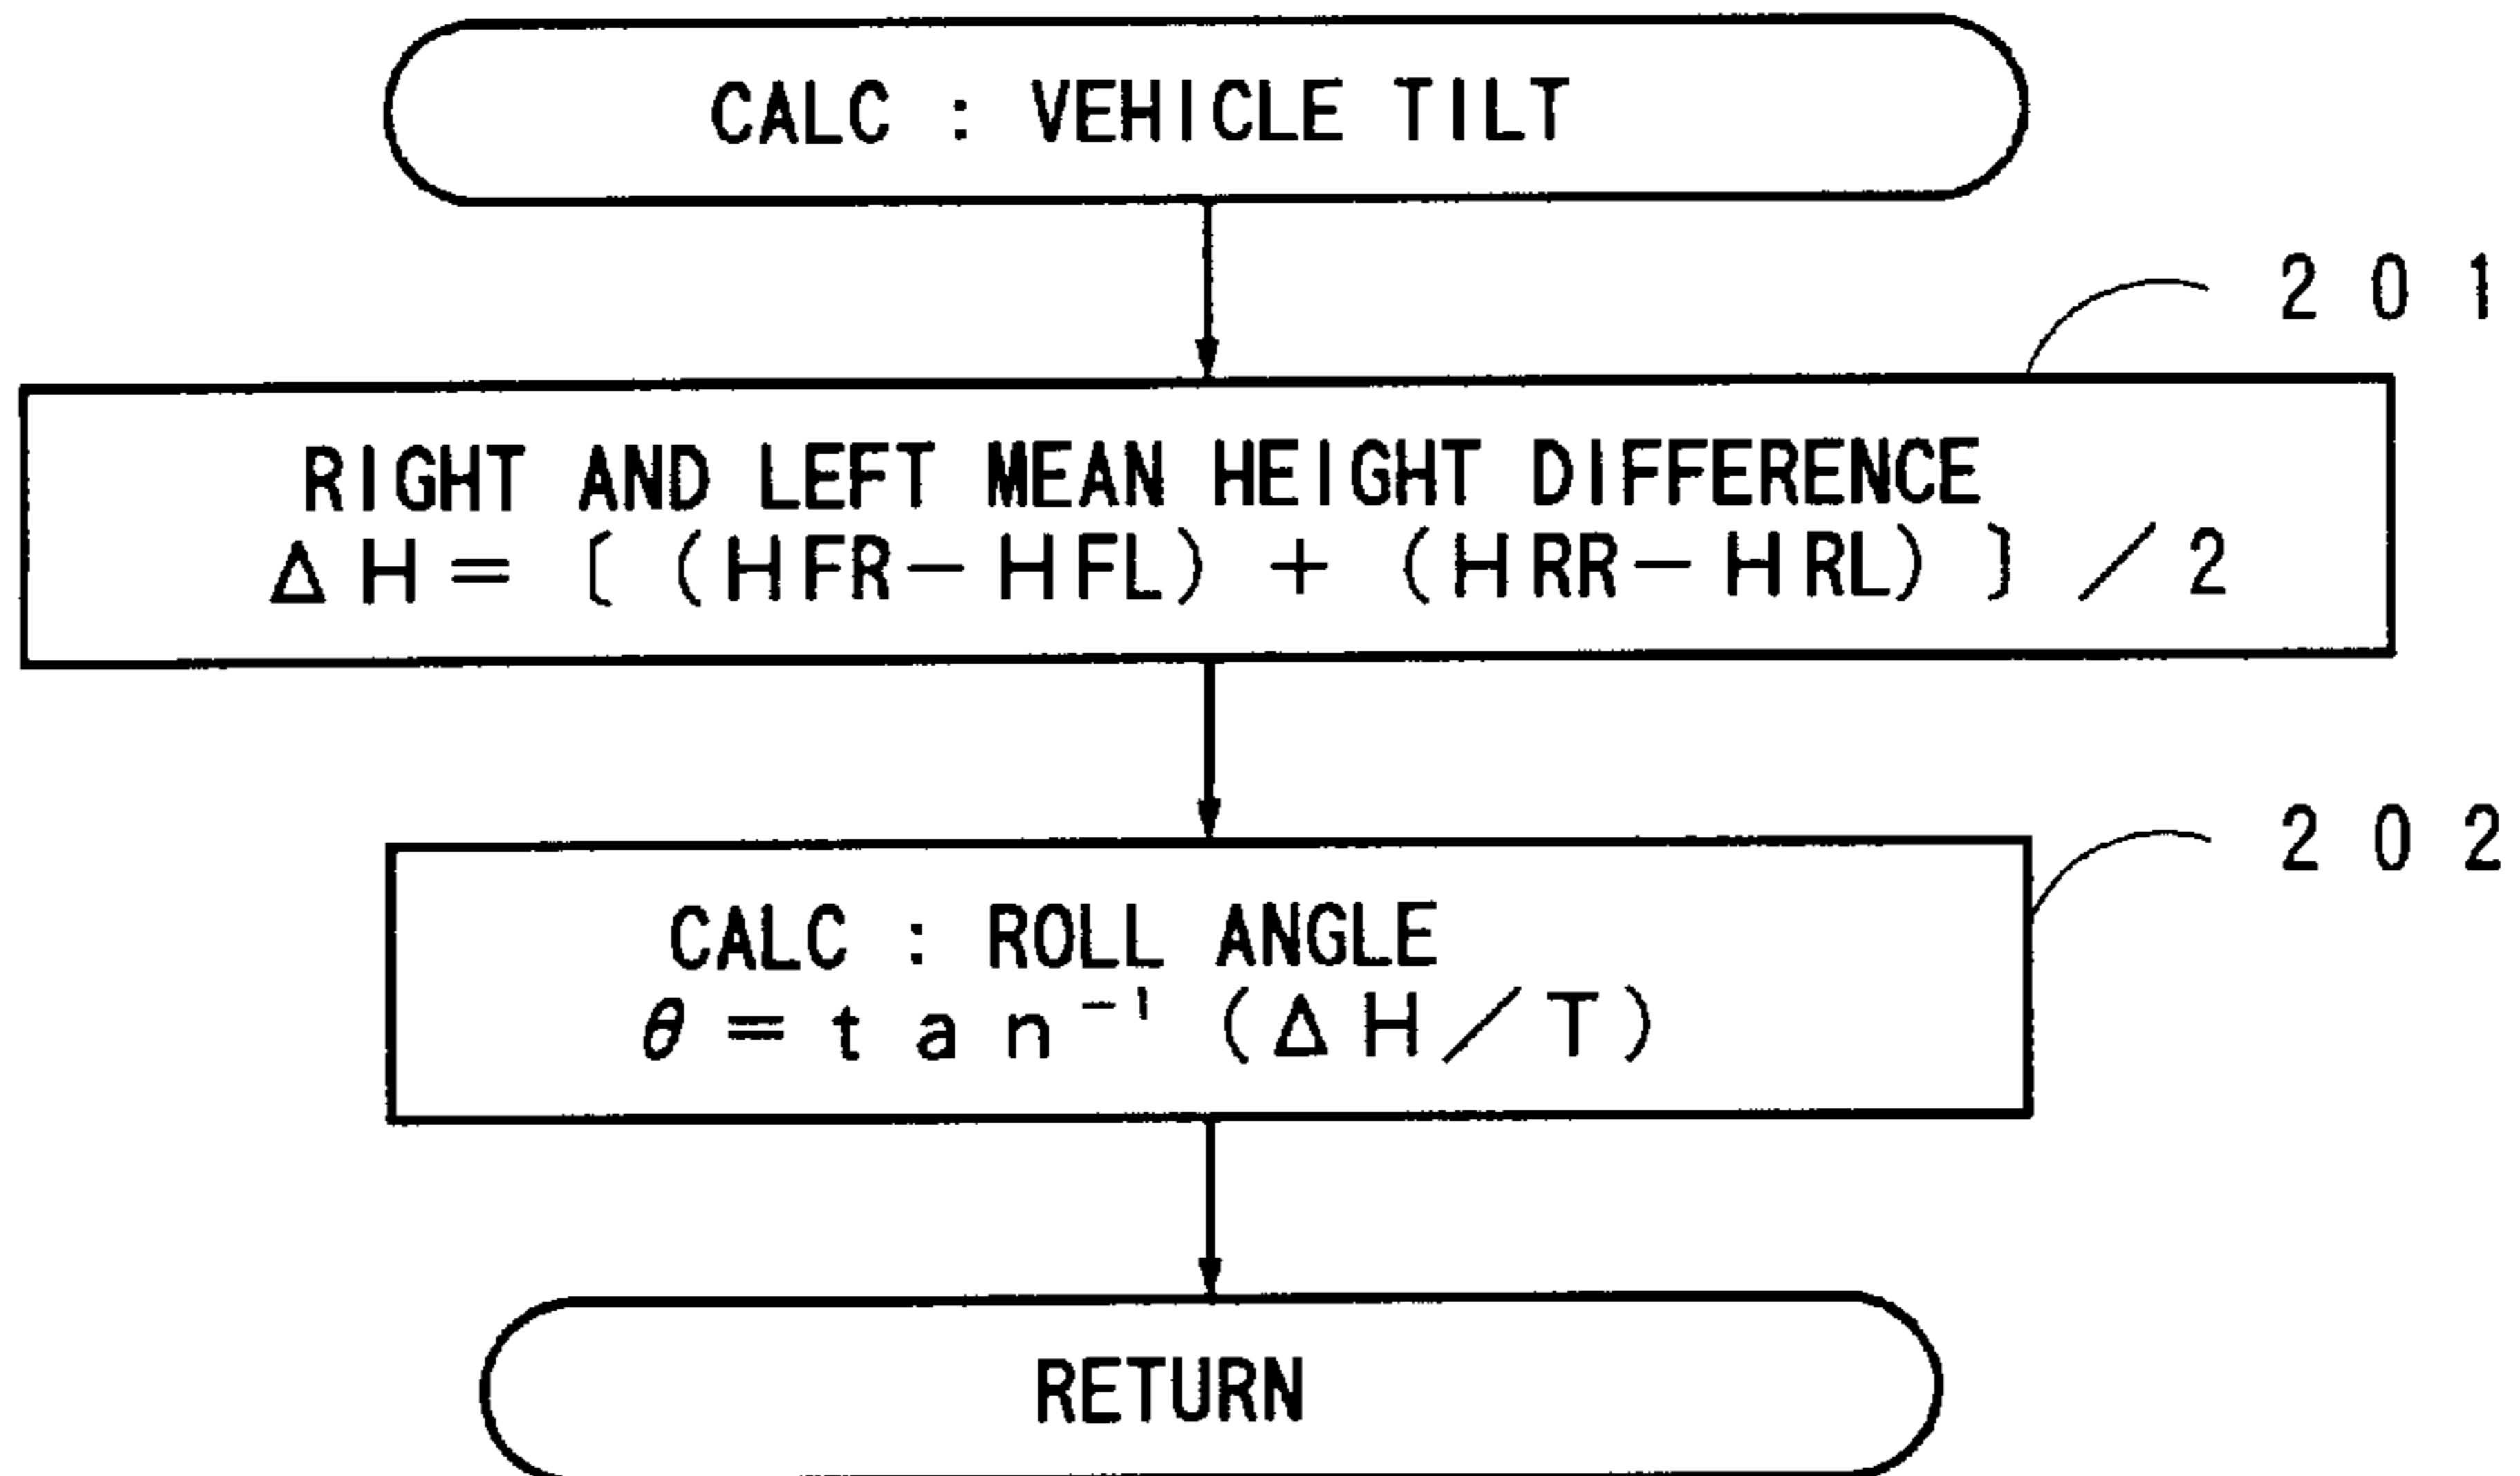 CALC : VEHICLE TILT
201
RIGHT AND LEFT MEAN HEIGHT DIFFERENCE
ΔH=〔(HFR-HFL)+(HRR-HRL)〕/2
202
CALC : ROLL ANGLE
θ=tan⁻¹(ΔH/T)
RETURN